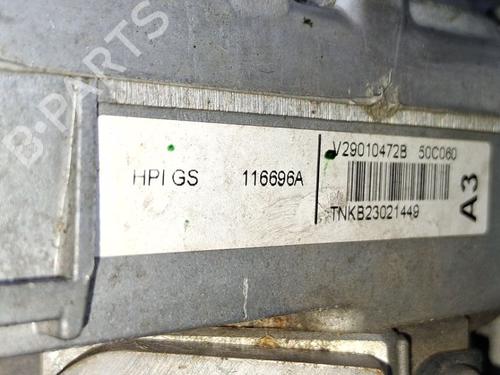 B-PARTS
HPI GS 116696A
V29010472B 50C060
TNKB23021449
A3